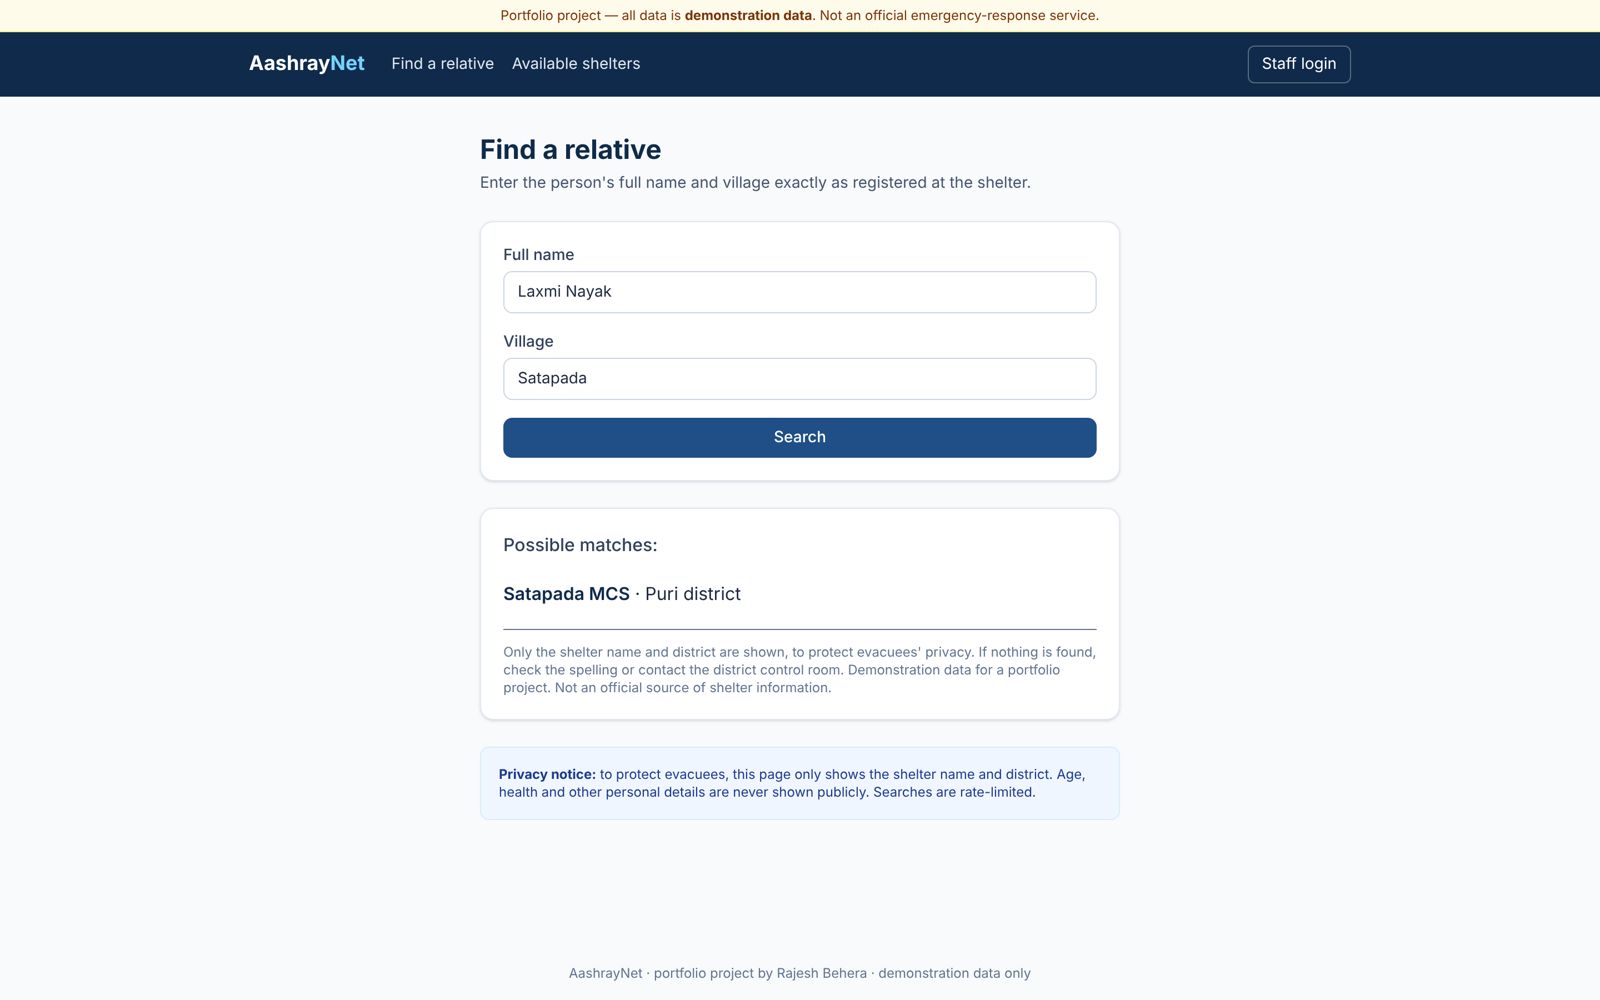 Portfolio project — all data is demonstration data. Not an official emergency-response service.
AashrayNet Find a relative Available shelters Staff login
Find a relative
Enter the person's full name and village exactly as registered at the shelter.
Full name
Laxmi Nayak
Village
Satapada
Search
Possible matches:
Satapada MCS · Puri district
Only the shelter name and district are shown, to protect evacuees' privacy. If nothing is found,
check the spelling or contact the district control room. Demonstration data for a portfolio
project. Not an official source of shelter information.
Privacy notice: to protect evacuees, this page only shows the shelter name and district. Age,
health and other personal details are never shown publicly. Searches are rate-limited.
AashrayNet · portfolio project by Rajesh Behera · demonstration data only